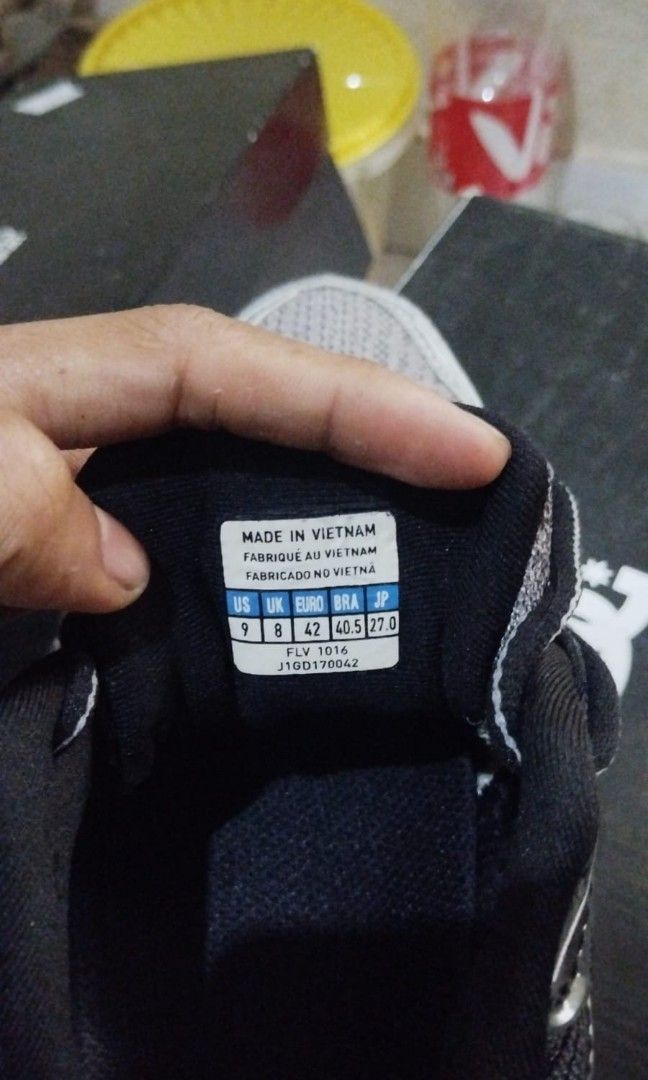 MADE IN VIETNAM
FABRIQUÉ AU VIETNAM
FABRICADO NO VIETNÃ
US UK EURO BRA JP
9 8 42 40.5 27.0
FLV 1016
J1GD170042